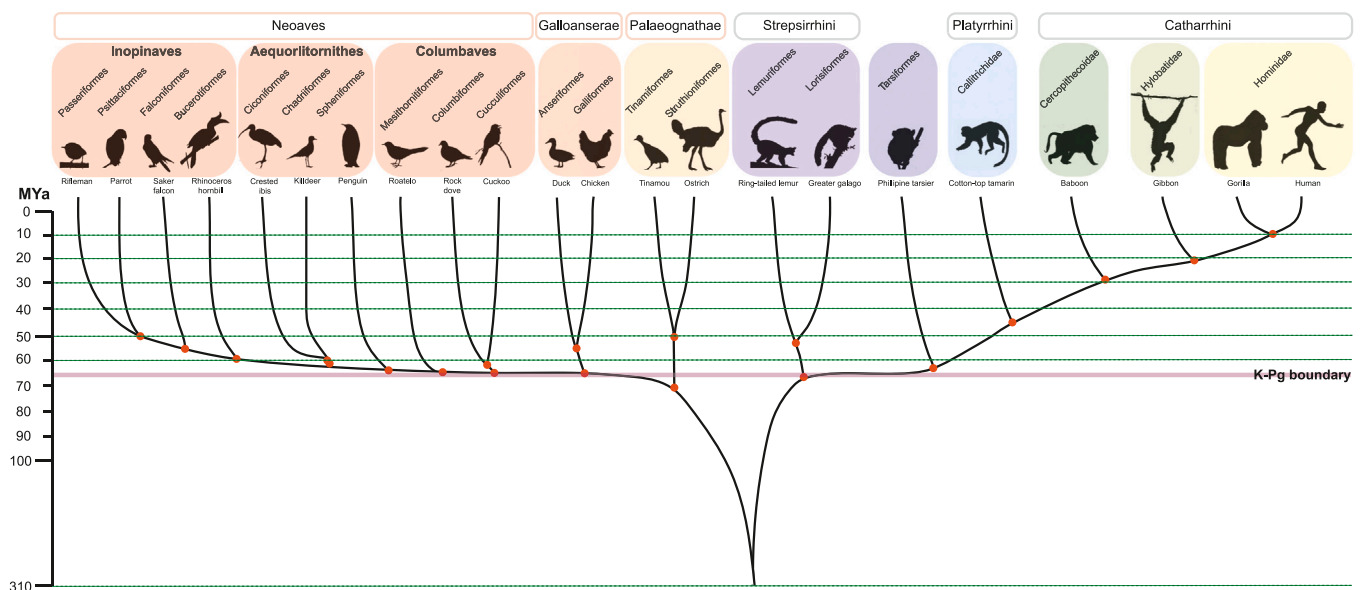 Neoaves
Galloanserae
Palaeognathae
Strepsirrhini
Platyrrhini
Catharrhini
Inopinaves
Aequorlitornithes
Columbaves
Passeriformes
Psittaciformes
Falconiformes
Bucerotiformes
Ciconiformes
Chadriiformes
Spheniformes
Mesithornitiformes
Columbiformes
Cuculiformes
Anseriformes
Galliformes
Tinamiformes
Struthioniformes
Lemuriformes
Lorisiformes
Tarsiformes
Callitrichidae
Cercopithecoidae
Hylobatidae
Hominidae
Rifleman
Parrot
Saker
falcon
Rhinoceros
hornbill
Crested
ibis
Killdeer
Penguin
Roatelo
Rock
dove
Cuckoo
Duck
Chicken
Tinamou
Ostrich
Ring-tailed lemur
Greater galago
Philipine tarsier
Cotton-top tamarin
Baboon
Gibbon
Gorilla
Human
MYa
0
10
20
30
40
50
60
70
80
90
100
310
K-Pg boundary